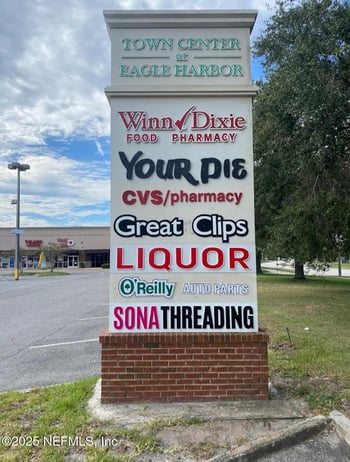 TOWN CENTER
at
EAGLE HARBOR
Winn Dixie
FOOD PHARMACY
YOUR PIE
CVS/pharmacy
Great Clips
LIQUOR
O'Reilly AUTO PARTS
SONA THREADING
©2025 NEFMLS, Inc.